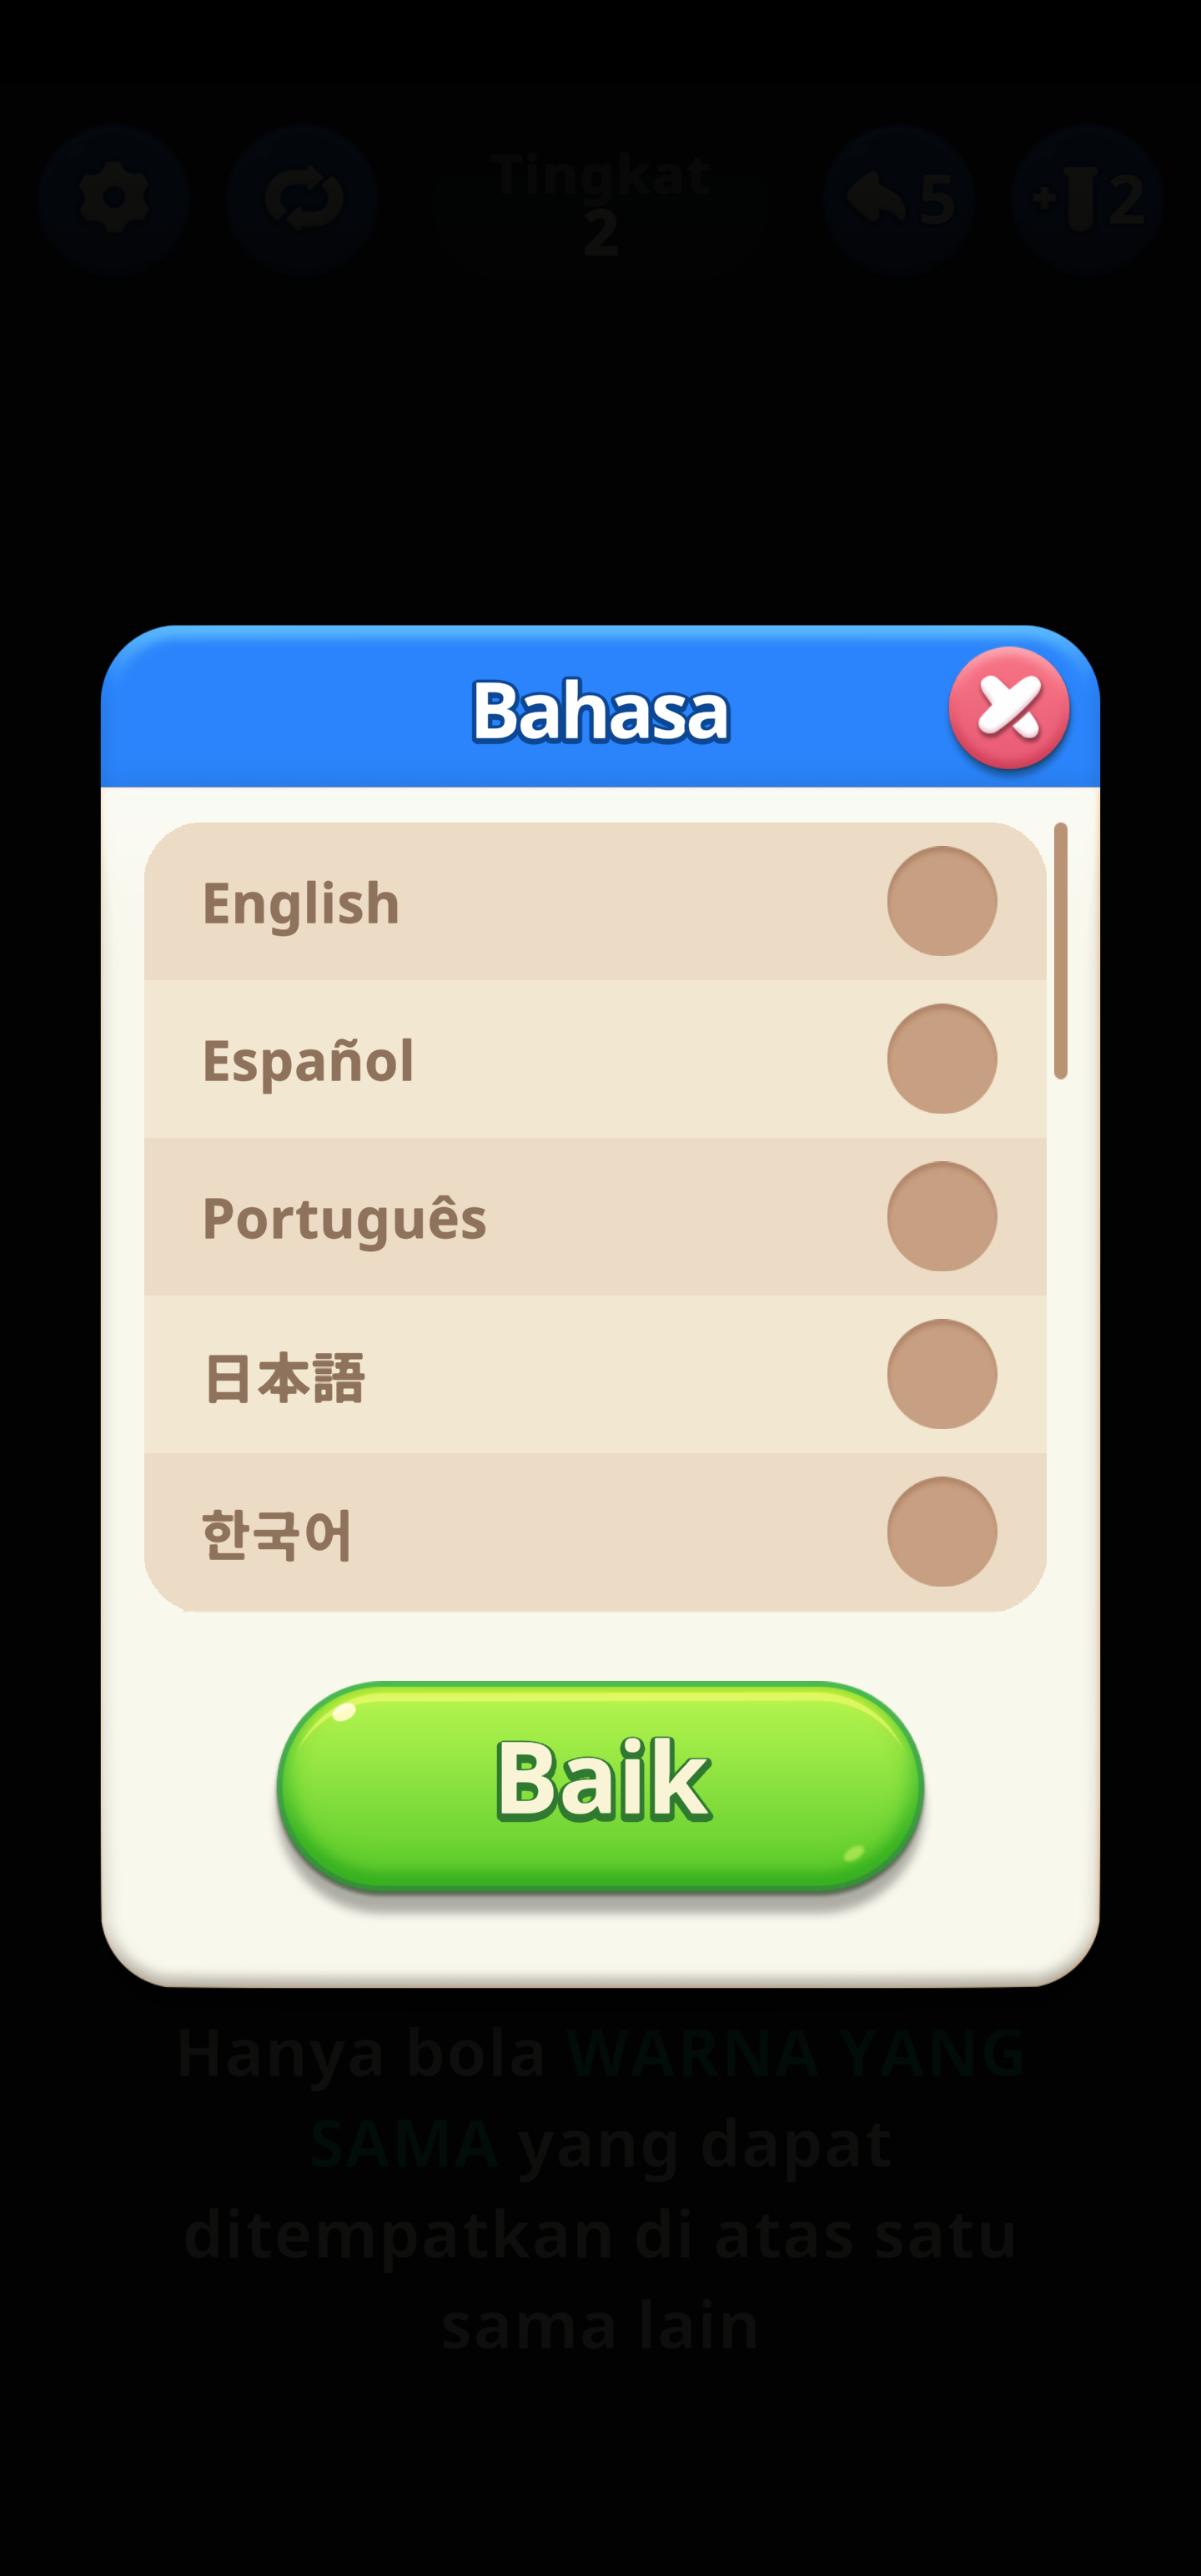 Tingkat
2
5
+ 2
Bahasa
English
Español
Português
日本語
한국어
Baik
Hanya bola WARNA YANG
SAMA yang dapat
ditempatkan di atas satu
sama lain